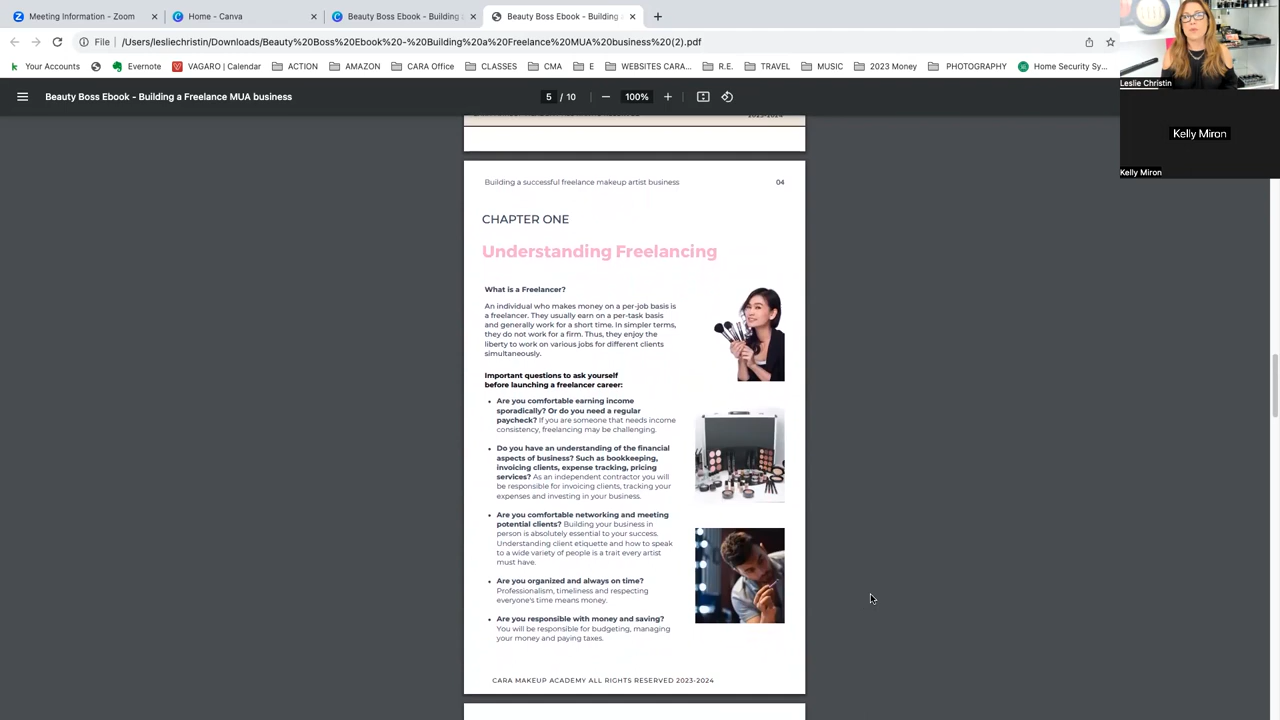 Meeting Information - Zoom
Home - Canva
Beauty Boss Ebook - Building
Beauty Boss Ebook - Building a
File /Users/lesliechristin/Downloads/Beauty%20Boss%20Ebook%20-%20Building%20a%20Freelance%20MUA%20business%20(2).pdf
Your Accounts Evernote VAGARO | Calendar ACTION AMAZON CARA Office CLASSES CMA E WEBSITES CARA... R.E. TRAVEL MUSIC 2023 Money PHOTOGRAPHY Home Security Sy...
Leslie Christin
Kelly Miron
Kelly Miron
Beauty Boss Ebook - Building a Freelance MUA business
5 / 10
100%
2023-2024
Building a successful freelance makeup artist business
04
CHAPTER ONE
Understanding Freelancing
What is a Freelancer?
An individual who makes money on a per-job basis is
a freelancer. They usually earn on a per-task basis
and generally work for a short time. In simpler terms,
they do not work for a firm. Thus, they enjoy the
liberty to work on various jobs for different clients
simultaneously.
Important questions to ask yourself
before launching a freelancer career:
• Are you comfortable earning income
sporadically? Or do you need a regular
paycheck? If you are someone that needs income
consistency, freelancing may be challenging.
• Do you have an understanding of the financial
aspects of business? Such as bookkeeping,
invoicing clients, expense tracking, pricing
services? As an independent contractor you will
be responsible for invoicing clients, tracking your
expenses and investing in your business.
• Are you comfortable networking and meeting
potential clients? Building your business in
person is absolutely essential to your success.
Understanding client etiquette and how to speak
to a wide variety of people is a trait every artist
must have.
• Are you organized and always on time?
Professionalism, timeliness and respecting
everyone's time means money.
• Are you responsible with money and saving?
You will be responsible for budgeting, managing
your money and paying taxes.
CARA MAKEUP ACADEMY ALL RIGHTS RESERVED 2023-2024